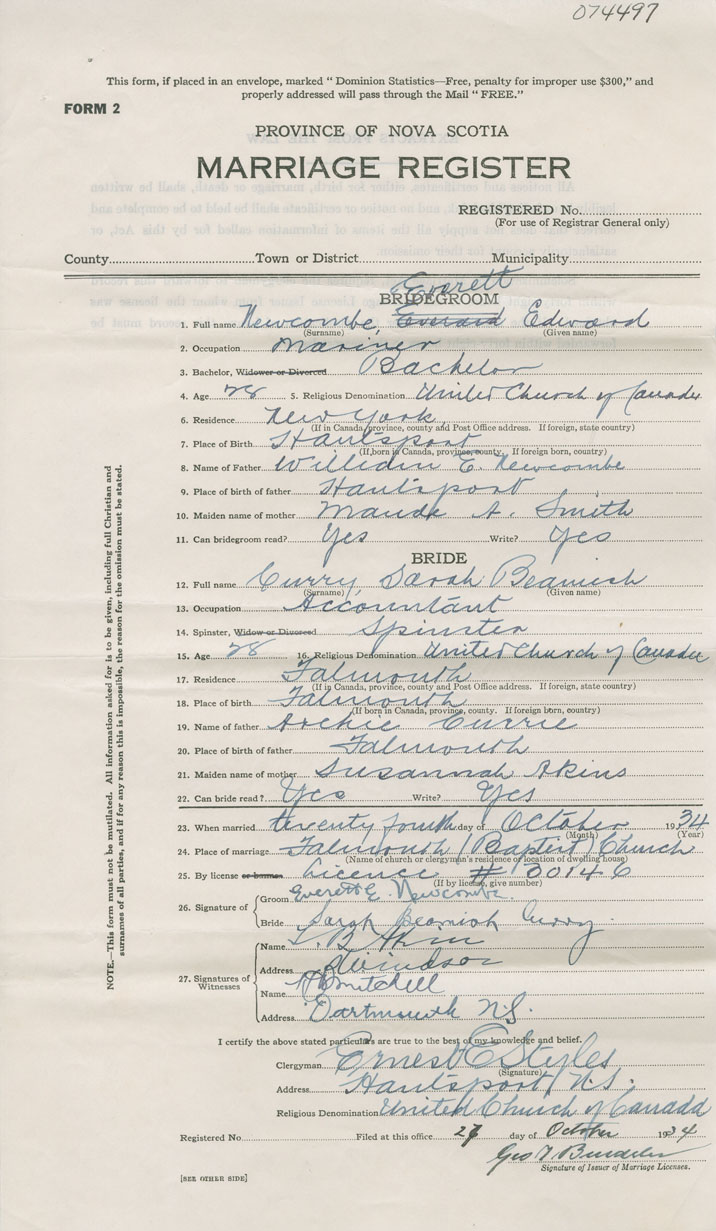 074497
This form, if placed in an envelope, marked " Dominion Statistics—Free, penalty for improper use $300," and
properly addressed will pass through the Mail " FREE."
FORM 2
PROVINCE OF NOVA SCOTIA
MARRIAGE REGISTER
REGISTERED No.
(For use of Registrar General only)
County Town or District Municipality
Everett
BRIDEGROOM
1. Full name Newcombe, Everard Edward
(Surname) (Given name)
2. Occupation Mariner
3. Bachelor, Widower or Divorced Bachelor
4. Age 28 5. Religious Denomination United Church of Canada
6. Residence New York
(If in Canada, province, county and Post Office address. If foreign, state country)
7. Place of Birth Hantsport
(If born in Canada, province, county. If foreign born, country)
8. Name of Father William E. Newcombe
9. Place of birth of father Hantsport
10. Maiden name of mother Maude A. Smith
11. Can bridegroom read? Yes Write? Yes
BRIDE
12. Full name Curry, Sarah Beamish
(Surname) (Given name)
13. Occupation Accountant
14. Spinster, Widow or Divorced Spinster
15. Age 28 16. Religious Denomination United Church of Canada
17. Residence Falmouth
(If in Canada, province, county and Post Office address. If foreign, state country)
18. Place of birth Falmouth
(If born in Canada, province, county. If foreign born, country)
19. Name of father Archie Currie
20. Place of birth of father Falmouth
21. Maiden name of mother Susannah Akins
22. Can bride read? Yes Write? Yes
23. When married twenty fourth day of October 1934
(Month) (Year)
24. Place of marriage Falmouth (Baptist) Church
(Name of church or clergyman's residence or location of dwelling house)
25. By license or banns Licence # 30146
(If by license, give number)
26. Signature of
Groom Everett E. Newcombe.
Bride Sarah Beamish Curry
27. Signatures of
Witnesses
Name
Address Windsor
Name Mitchell
Address Dartmouth N.S.
I certify the above stated particulars are true to the best of my knowledge and belief.
Clergyman Ernest E Styles
(Signature)
Address Hantsport, N.S.
Religious Denomination United Church of Canada
Registered No. Filed at this office day of October 1934
Geo
Signature of Issuer of Marriage Licenses.
[SEE OTHER SIDE]
NOTE.—This form must not be mutilated. All information asked for is to be given, including full Christian and
surnames of all parties, and if for any reason this is impossible, the reason for the omission must be stated.